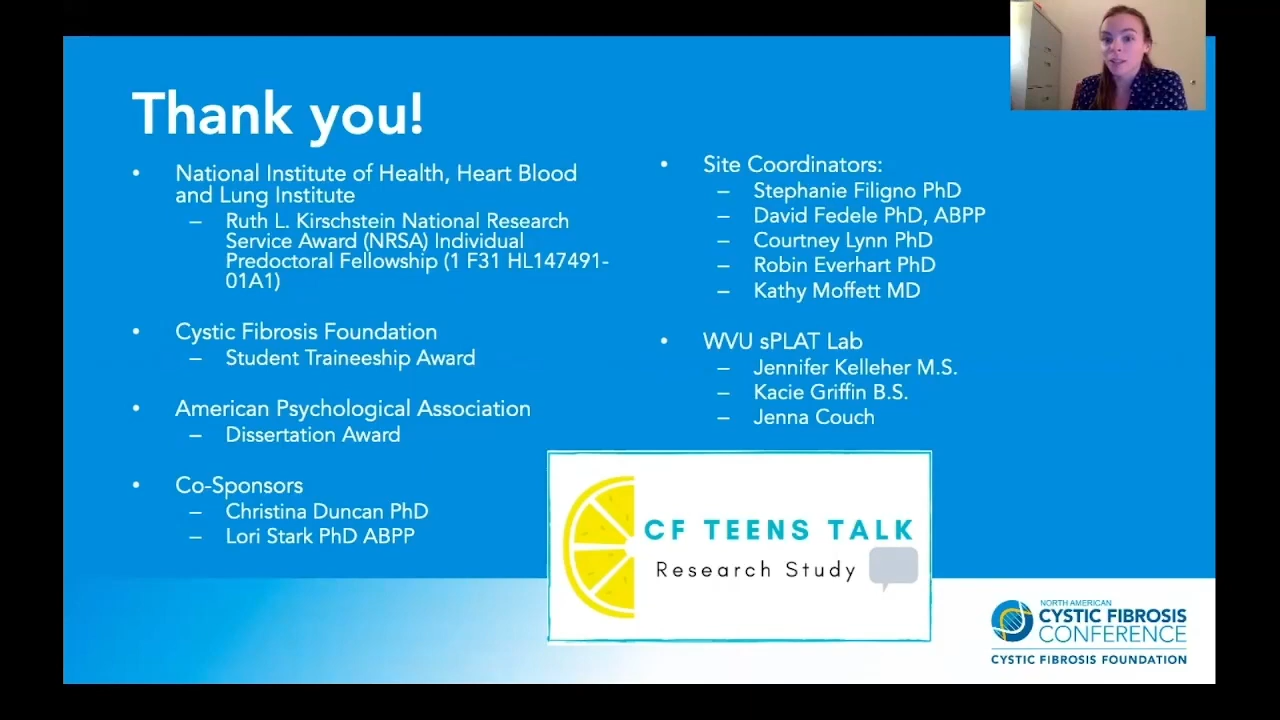 Thank you!
• National Institute of Health, Heart Blood
and Lung Institute
– Ruth L. Kirschstein National Research
Service Award (NRSA) Individual
Predoctoral Fellowship (1 F31 HL147491-
01A1)
• Cystic Fibrosis Foundation
– Student Traineeship Award
• American Psychological Association
– Dissertation Award
• Co-Sponsors
– Christina Duncan PhD
– Lori Stark PhD ABPP
• Site Coordinators:
– Stephanie Filigno PhD
– David Fedele PhD, ABPP
– Courtney Lynn PhD
– Robin Everhart PhD
– Kathy Moffett MD
• WVU sPLAT Lab
– Jennifer Kelleher M.S.
– Kacie Griffin B.S.
– Jenna Couch
CF TEENS TALK
Research Study
NORTH AMERICAN
CYSTIC FIBROSIS
CONFERENCE
CYSTIC FIBROSIS FOUNDATION